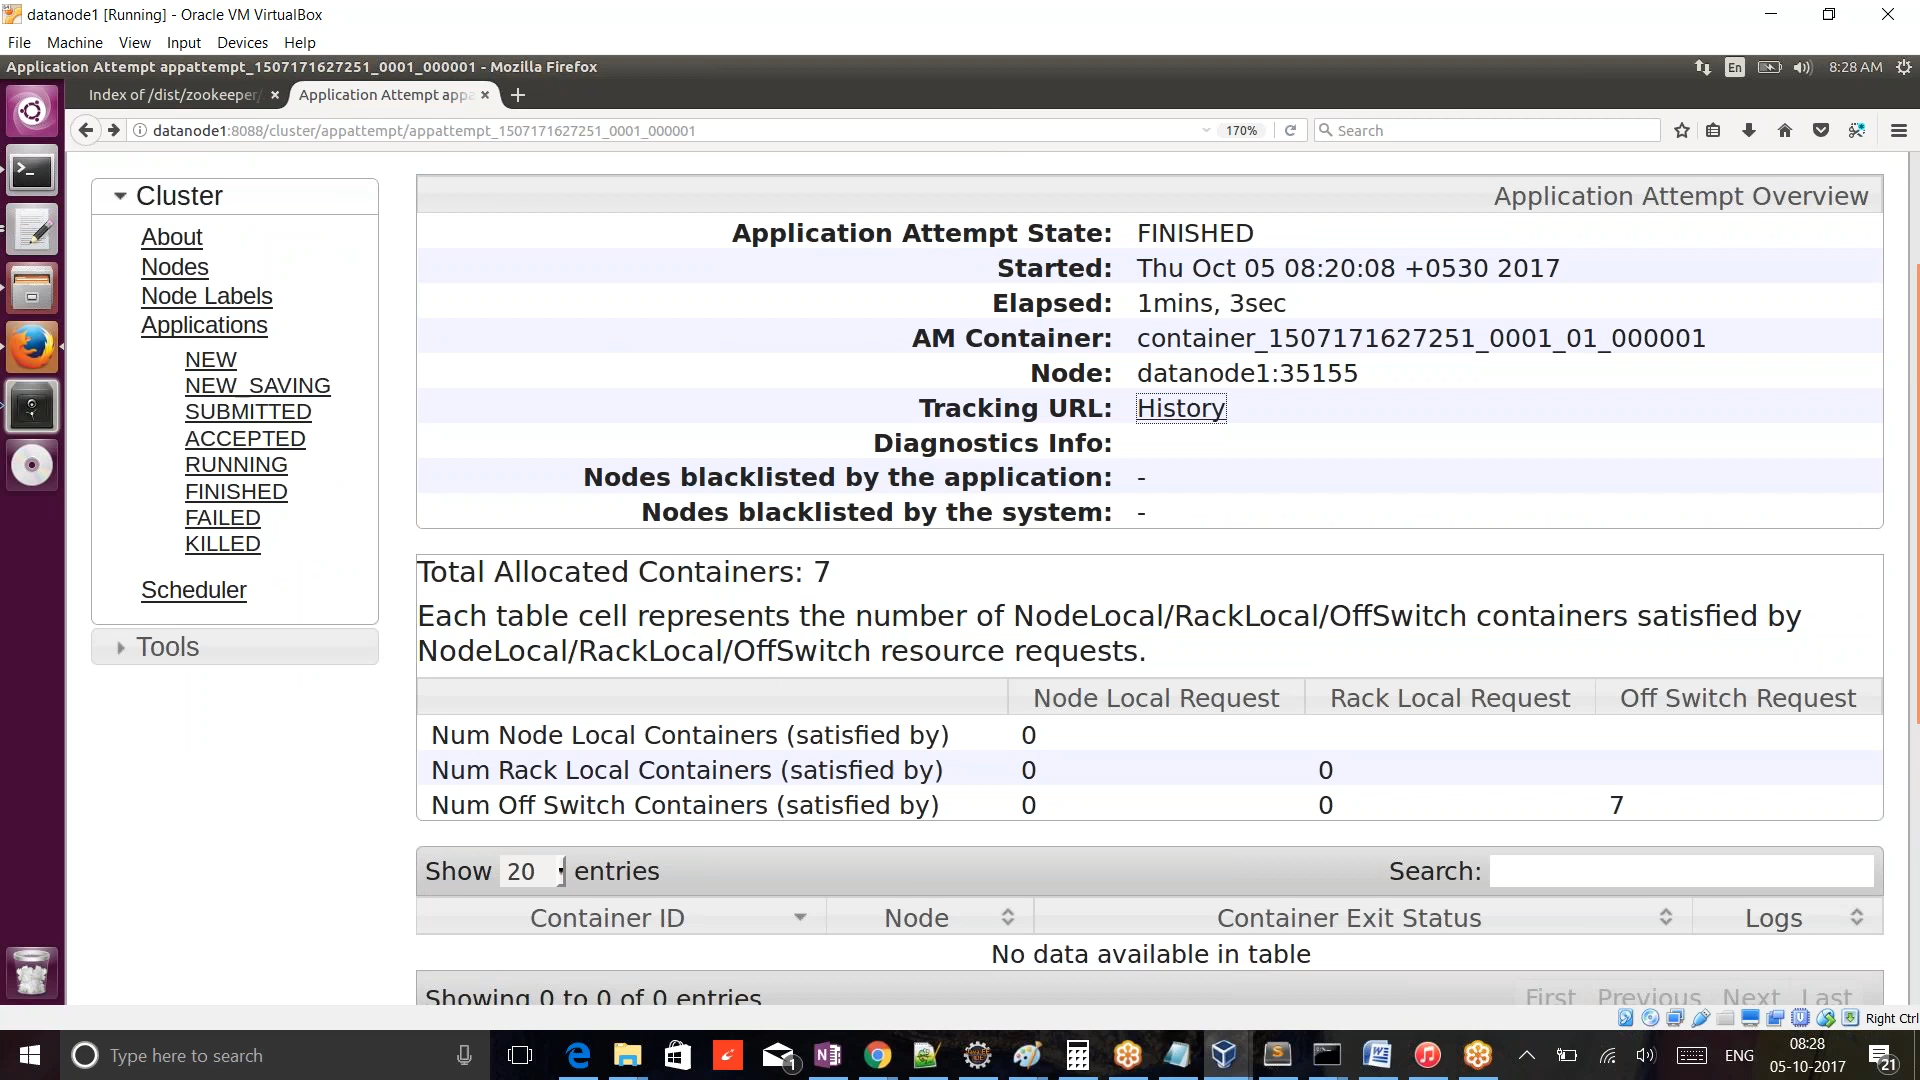 datanode1 [Running] - Oracle VM VirtualBox
File Machine View Input Devices Help
Application Attempt appattempt_1507171627251_0001_000001 - Mozilla Firefox
En 8:28 AM
Index of /dist/zookeeper/ × Application Attempt appa × +
datanode1:8088/cluster/appattempt/appattempt_1507171627251_0001_000001 170% Search
Cluster
About
Nodes
Node Labels
Applications
NEW
NEW_SAVING
SUBMITTED
ACCEPTED
RUNNING
FINISHED
FAILED
KILLED
Scheduler
Tools
Application Attempt Overview
Application Attempt State: FINISHED
Started: Thu Oct 05 08:20:08 +0530 2017
Elapsed: 1mins, 3sec
AM Container: container_1507171627251_0001_01_000001
Node: datanode1:35155
Tracking URL: History
Diagnostics Info:
Nodes blacklisted by the application: -
Nodes blacklisted by the system: -
Total Allocated Containers: 7
Each table cell represents the number of NodeLocal/RackLocal/OffSwitch containers satisfied by
NodeLocal/RackLocal/OffSwitch resource requests.
Node Local Request Rack Local Request Off Switch Request
Num Node Local Containers (satisfied by) 0
Num Rack Local Containers (satisfied by) 0 0
Num Off Switch Containers (satisfied by) 0 0 7
Show 20 entries Search:
Container ID Node Container Exit Status Logs
No data available in table
Showing 0 to 0 of 0 entries First Previous Next Last
Right Ctrl
Type here to search
1
ENG
08:28
05-10-2017
21